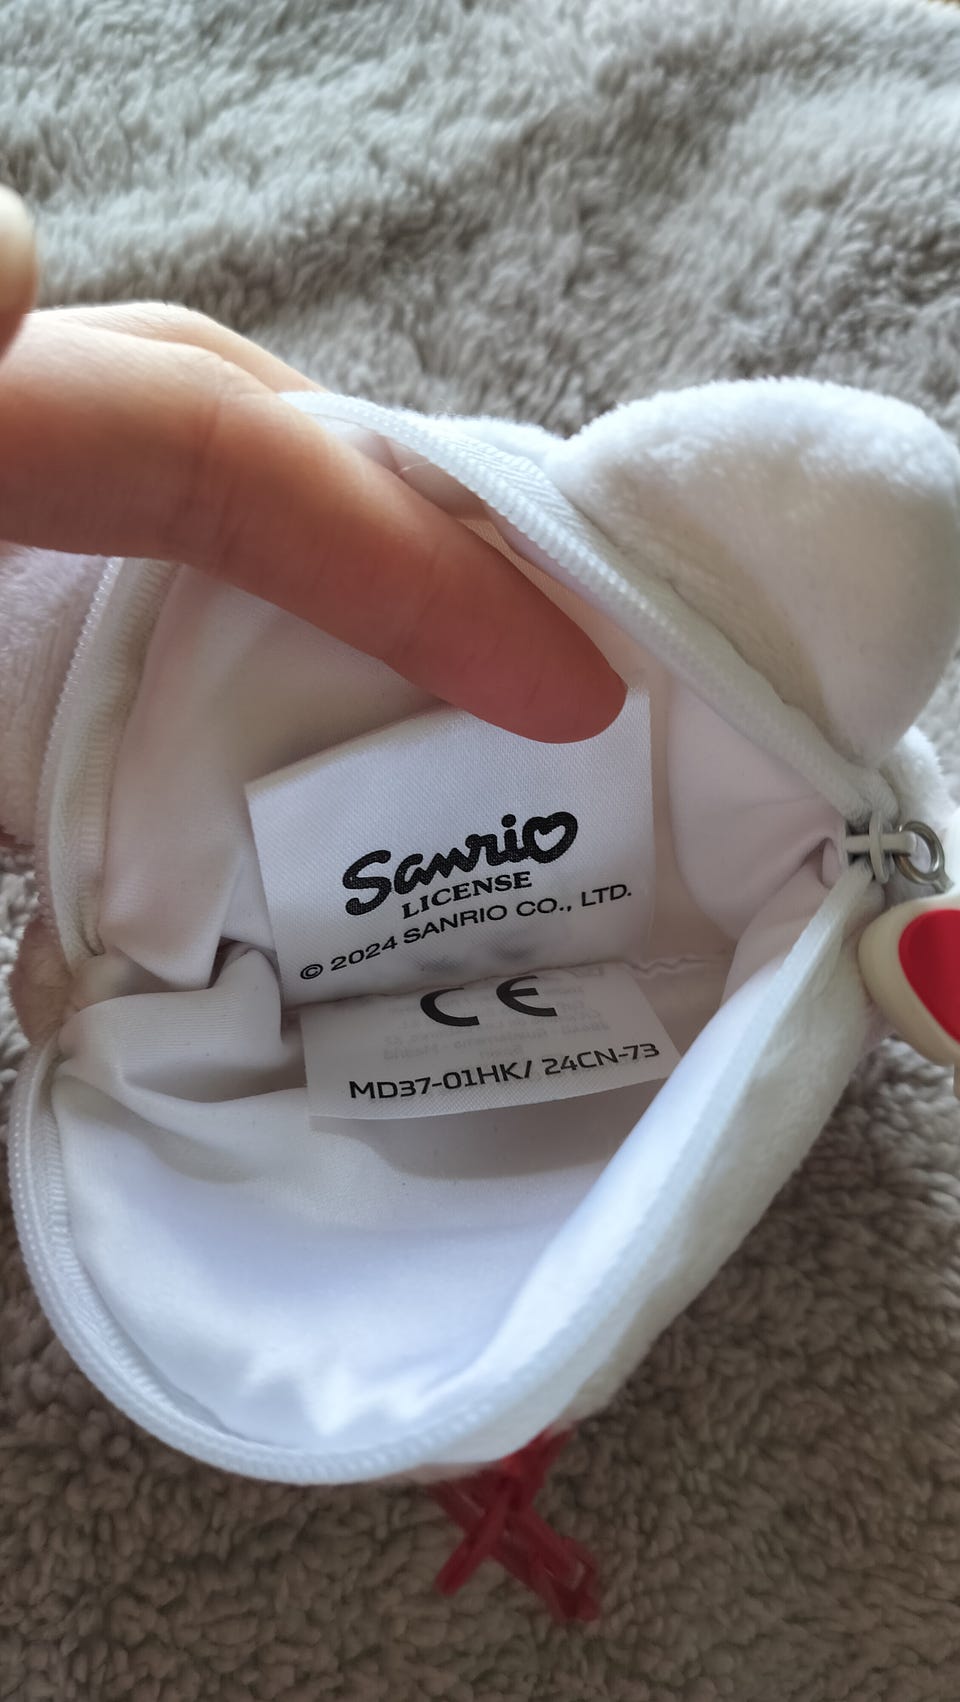 Sanrio
LICENSE
© 2024 SANRIO CO., LTD.
CE
MD37-01HK/ 24CN-73